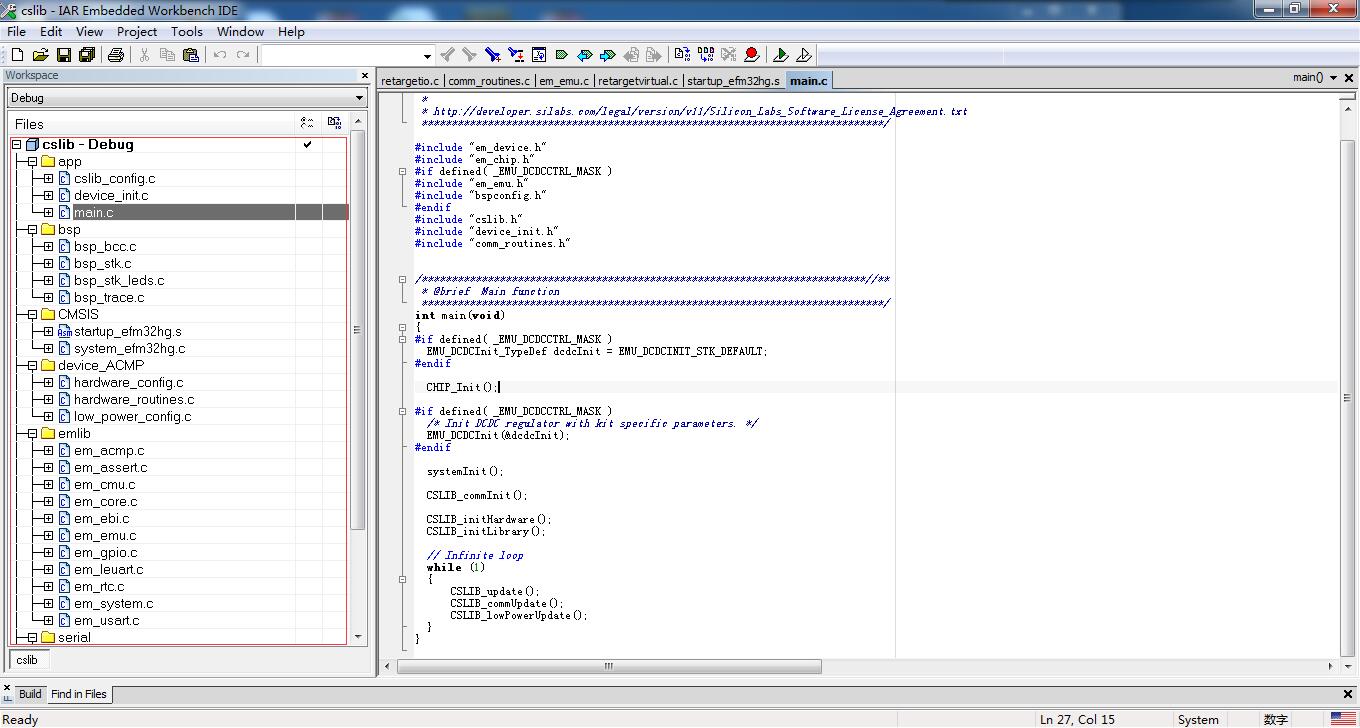 cslib - IAR Embedded Workbench IDE
File Edit View Project Tools Window Help
Workspace
Debug
Files
cslib - Debug
app
cslib_config.c
device_init.c
main.c
bsp
bsp_bcc.c
bsp_stk.c
bsp_stk_leds.c
bsp_trace.c
CMSIS
startup_efm32hg.s
system_efm32hg.c
device_ACMP
hardware_config.c
hardware_routines.c
low_power_config.c
emlib
em_acmp.c
em_assert.c
em_cmu.c
em_core.c
em_ebi.c
em_emu.c
em_gpio.c
em_leuart.c
em_rtc.c
em_system.c
em_usart.c
serial
cslib
retargetio.c comm_routines.c em_emu.c retargetvirtual.c startup_efm32hg.s main.c main()
*
* http://developer.silabs.com/legal/version/v11/Silicon_Labs_Software_License_Agreement.txt
******************************************************************************/
#include "em_device.h"
#include "em_chip.h"
#if defined( _EMU_DCDCCTRL_MASK )
#include "em_emu.h"
#include "bspconfig.h"
#endif
#include "cslib.h"
#include "device_init.h"
#include "comm_routines.h"
/**************************************************************************//**
* @brief Main function
******************************************************************************/
int main(void)
{
#if defined( _EMU_DCDCCTRL_MASK )
EMU_DCDCInit_TypeDef dcdcInit = EMU_DCDCINIT_STK_DEFAULT;
#endif
CHIP_Init();
#if defined( _EMU_DCDCCTRL_MASK )
/* Init DCDC regulator with kit specific parameters. */
EMU_DCDCInit(&dcdcInit);
#endif
systemInit();
CSLIB_commInit();
CSLIB_initHardware();
CSLIB_initLibrary();
// Infinite loop
while (1)
{
CSLIB_update();
CSLIB_commUpdate();
CSLIB_lowPowerUpdate();
}
}
Build Find in Files
Ready Ln 27, Col 15 System 数字